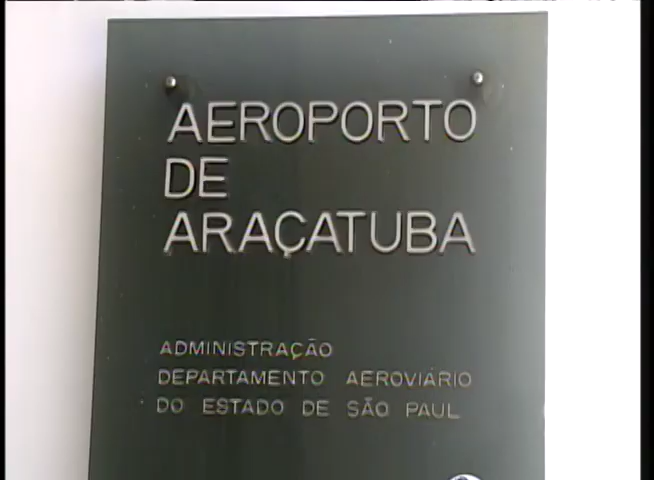 AEROPORTO
DE
ARAÇATUBA
ADMINISTRAÇÃO
DEPARTAMENTO AEROVIÁRIO
DO ESTADO DE SÃO PAUL